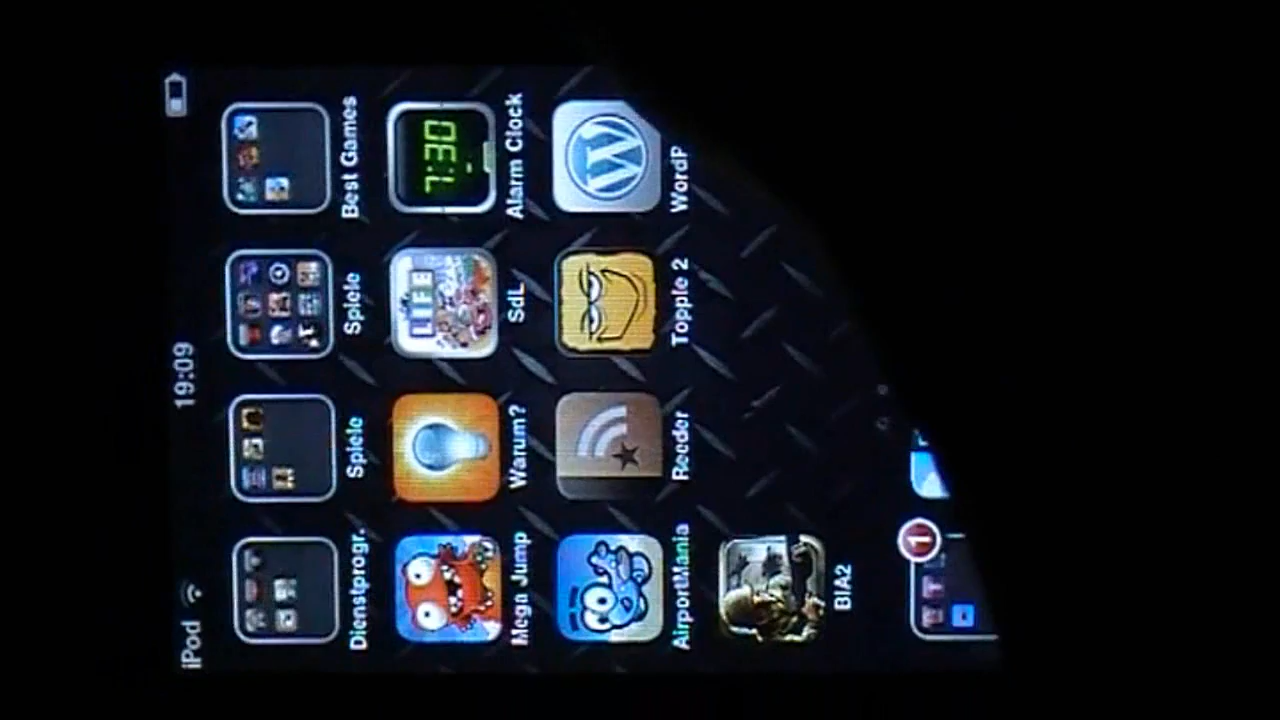 iPod 19:09
Dienstprogr. Spiele Spiele Best Games
LIFE 7:30
Mega Jump Warum? SdL Alarm Clock
W
AirportMania Reeder Topple 2 WordP
BIA2
1